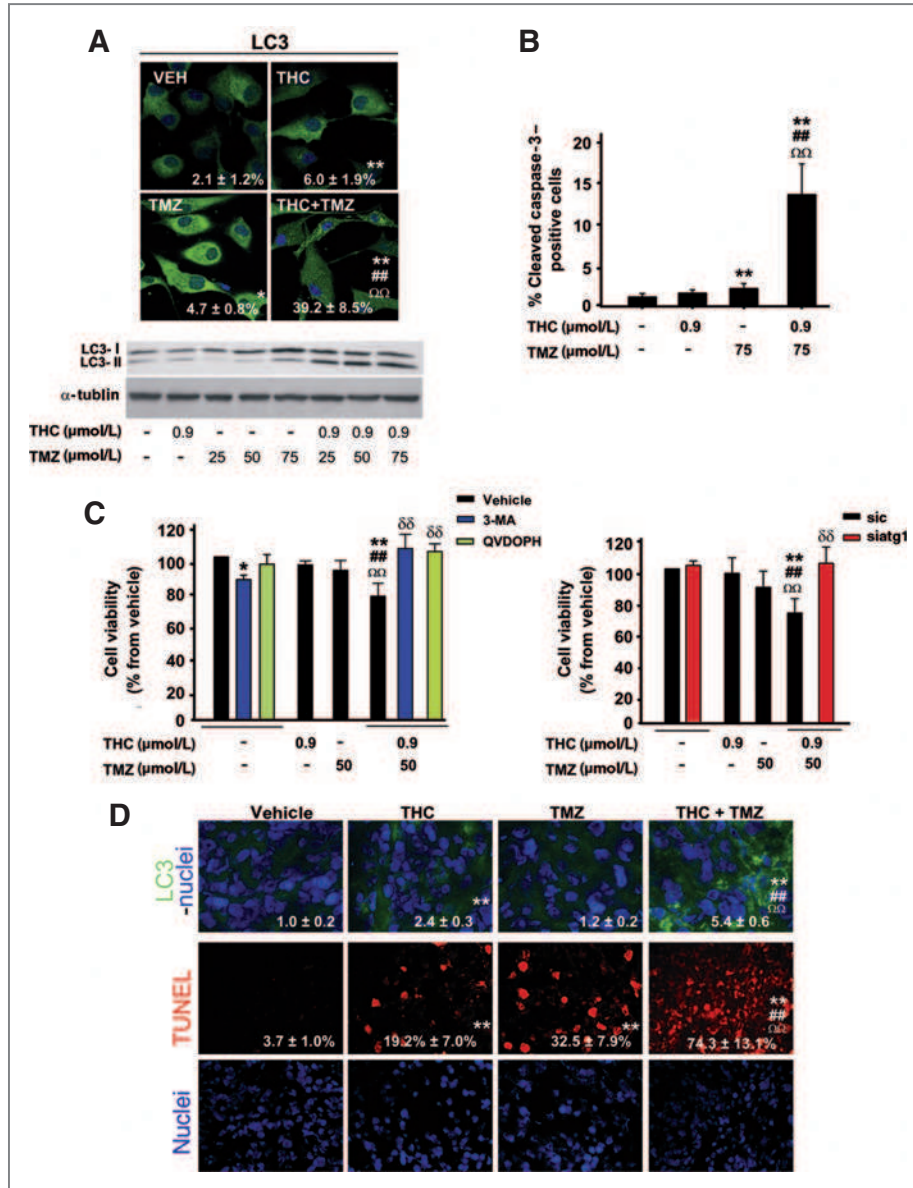 A
LC3
VEH
THC
2.1 ± 1.2%
**
6.0 ± 1.9%
TMZ
THC+TMZ
*
4.7 ± 0.8%
**
##
ΩΩ
39.2 ± 8.5%
LC3- I
LC3- II
α-tublin
THC (µmol/L) - 0.9 - - - 0.9 0.9 0.9
TMZ (µmol/L) - - 25 50 75 25 50 75
B
% Cleaved caspase-3–
positive cells
20
15
10
5
0
**
**
##
ΩΩ
THC (µmol/L) - 0.9 - 0.9
TMZ (µmol/L) - - 75 75
C
Cell viability
(% from vehicle)
120
100
80
60
40
20
0
*
**
##
ΩΩ
δδ
δδ
Vehicle
3-MA
QVDOPH
THC (µmol/L) - 0.9 - 0.9
TMZ (µmol/L) - - 50 50
Cell viability
(% from vehicle)
120
100
80
60
40
20
0
**
##
ΩΩ
δδ
sic
siatg1
THC (µmol/L) - 0.9 - 0.9
TMZ (µmol/L) - - 50 50
D
Vehicle THC TMZ THC + TMZ
LC3
-nuclei
1.0 ± 0.2
**
2.4 ± 0.3
1.2 ± 0.2
**
##
ΩΩ
5.4 ± 0.6
TUNEL
3.7 ± 1.0%
**
19.2% ± 7.0%
**
32.5 ± 7.9%
**
##
ΩΩ
74.3 ± 13.1%
Nuclei